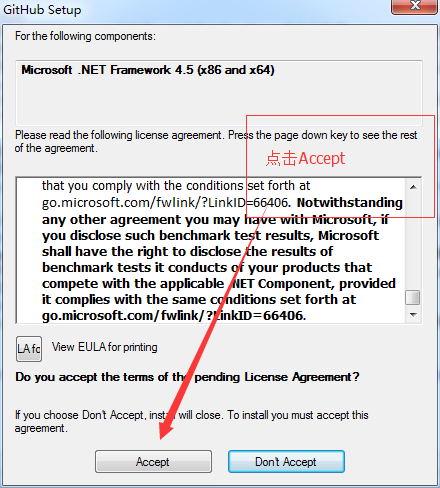 GitHub Setup
For the following components:
Microsoft .NET Framework 4.5 (x86 and x64)
Please read the following license agreement. Press the page down key to see the rest
of the agreement.
点击Accept
that you comply with the conditions set forth at
go.microsoft.com/fwlink/?LinkID=66406. Notwithstanding
any other agreement you may have with Microsoft, if
you disclose such benchmark test results, Microsoft
shall have the right to disclose the results of
benchmark tests it conducts of your products that
compete with the applicable .NET Component, provided
it complies with the same conditions set forth at
go.microsoft.com/fwlink/?LinkID=66406.
LA fc View EULA for printing
Do you accept the terms of the pending License Agreement?
If you choose Don't Accept, install will close. To install you must accept this
agreement.
Accept Don't Accept